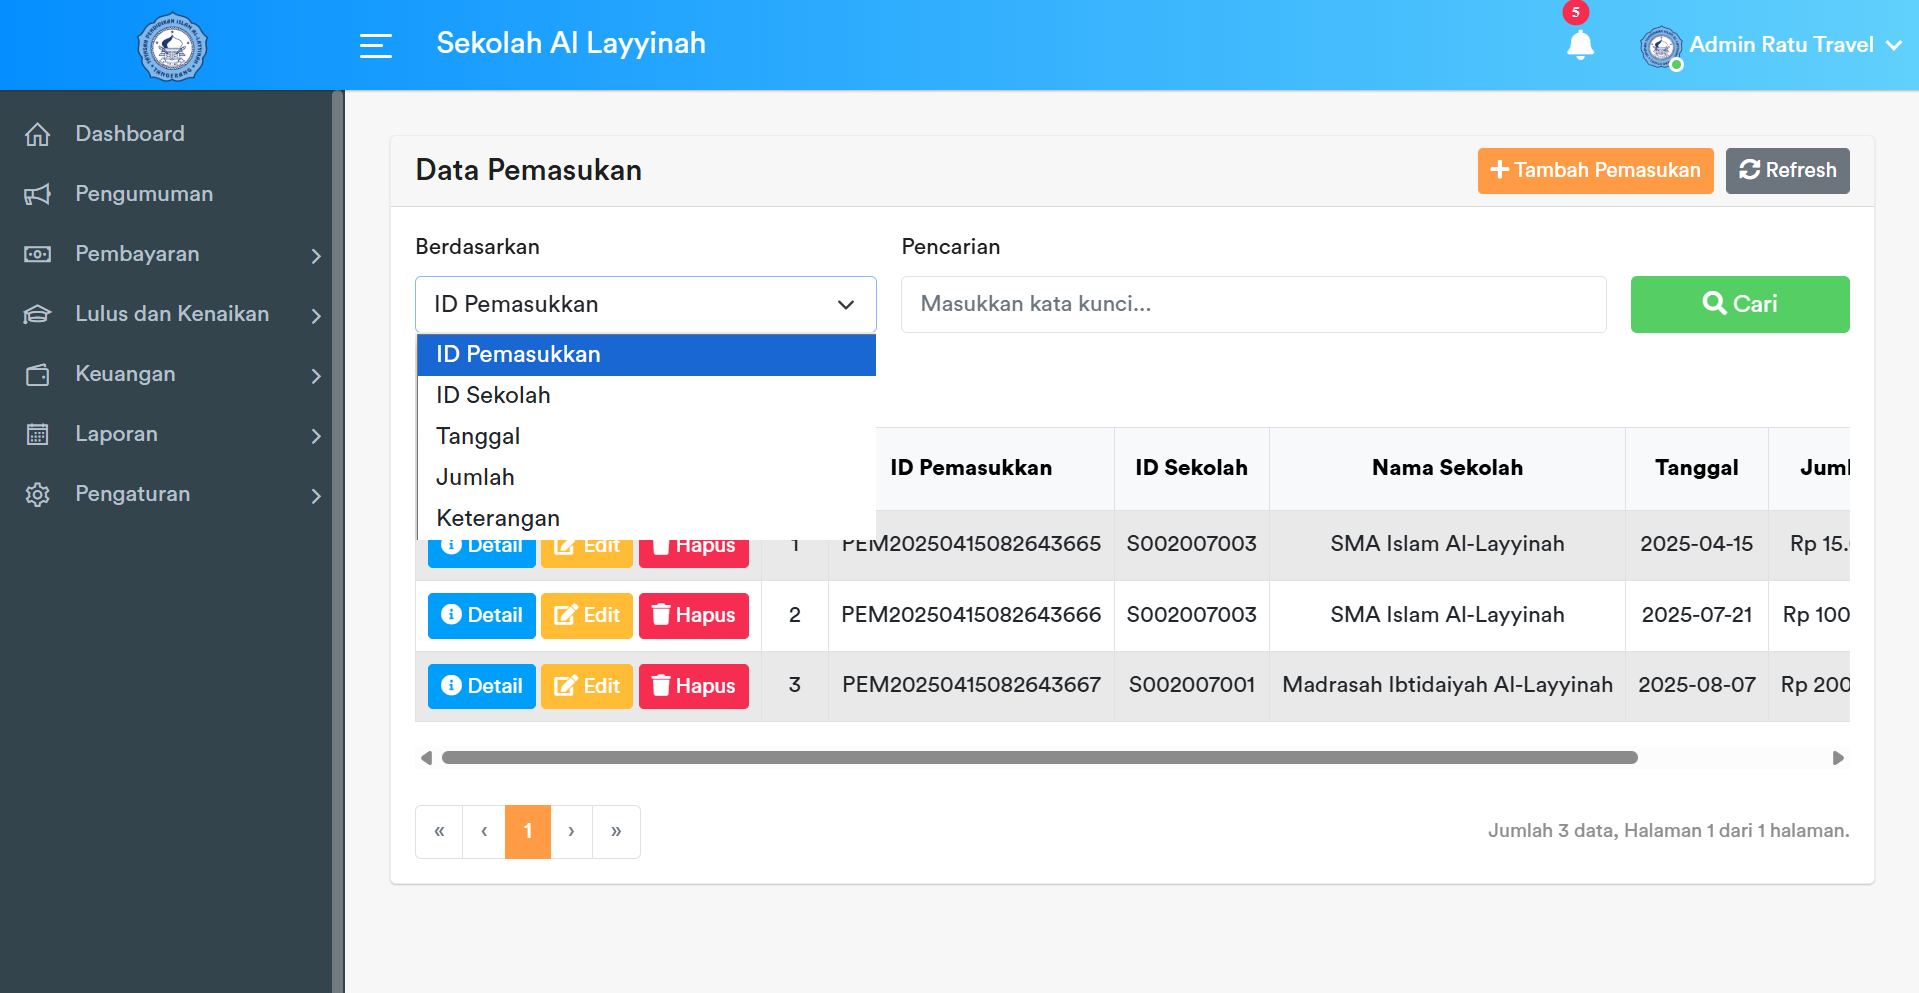 Sekolah Al Layyinah
5
Admin Ratu Travel
Dashboard
Pengumuman
Pembayaran
Lulus dan Kenaikan
Keuangan
Laporan
Pengaturan
Data Pemasukan
Tambah Pemasukan
Refresh
Berdasarkan
Pencarian
ID Pemasukkan
Masukkan kata kunci...
Cari
ID Pemasukkan
ID Sekolah
Tanggal
Jumlah
Keterangan
ID Pemasukkan ID Sekolah Nama Sekolah Tanggal Juml
Detail Edit Hapus 1 PEM20250415082643665 S002007003 SMA Islam Al-Layyinah 2025-04-15 Rp 15.
Detail Edit Hapus 2 PEM20250415082643666 S002007003 SMA Islam Al-Layyinah 2025-07-21 Rp 100
Detail Edit Hapus 3 PEM20250415082643667 S002007001 Madrasah Ibtidaiyah Al-Layyinah 2025-08-07 Rp 200
« ‹ 1 › »
Jumlah 3 data, Halaman 1 dari 1 halaman.